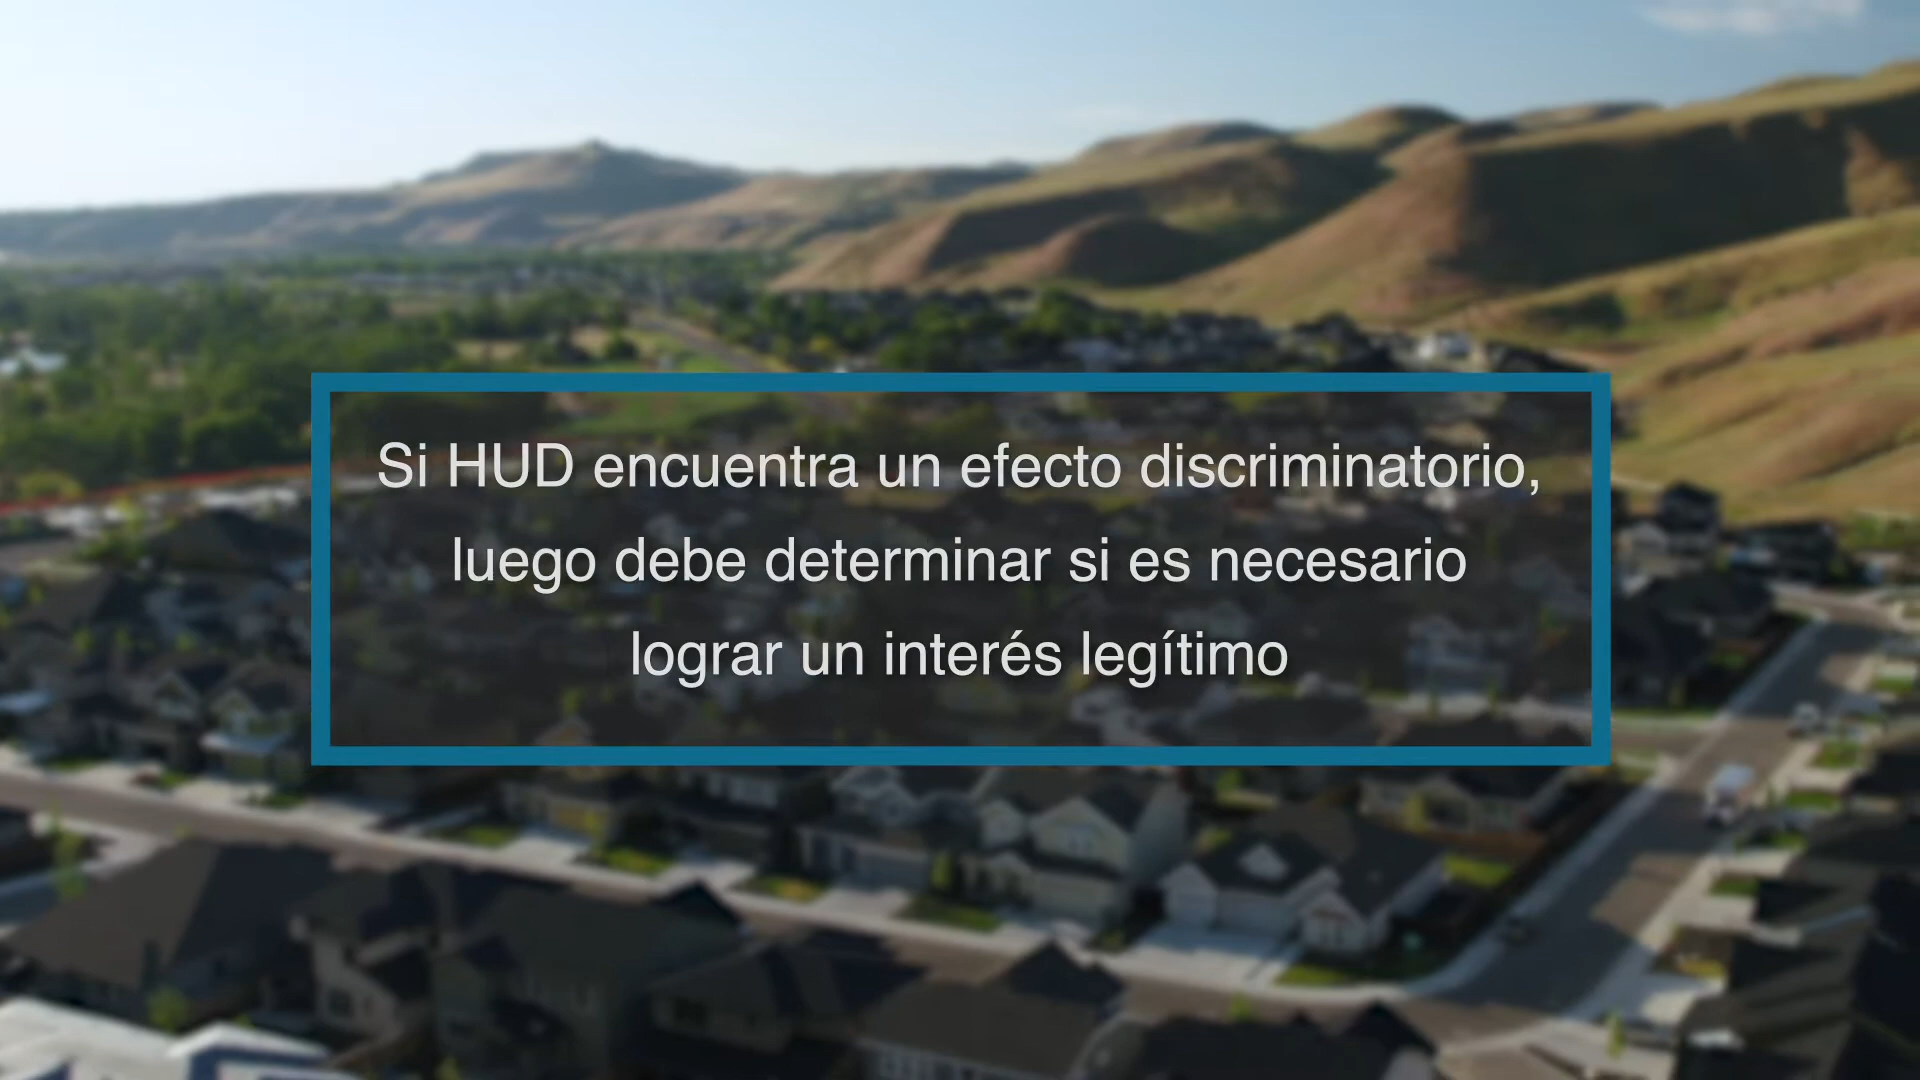 Si HUD encuentra un efecto discriminatorio,
luego debe determinar si es necesario
lograr un interés legítimo